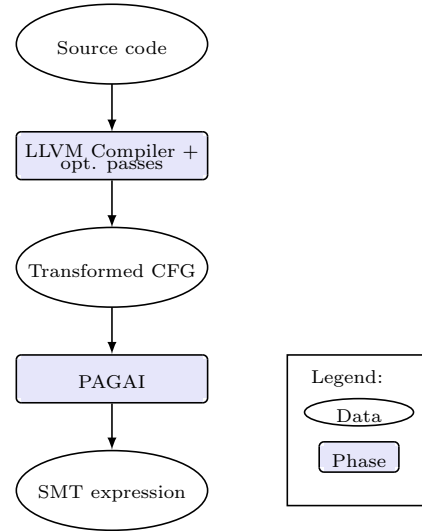 Source code
LLVM Compiler +
opt. passes
Transformed CFG
PAGAI
SMT expression
Legend:
Data
Phase